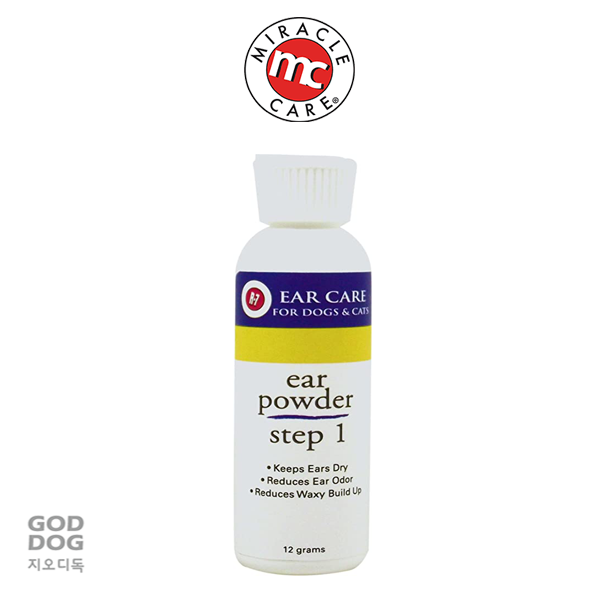 MIRACLE
mc
CARE®
R-7
EAR CARE
FOR DOGS & CATS
ear
powder
step 1
• Keeps Ears Dry
• Reduces Ear Odor
• Reduces Waxy Build Up
12 grams
GOD
DOG
지오디독